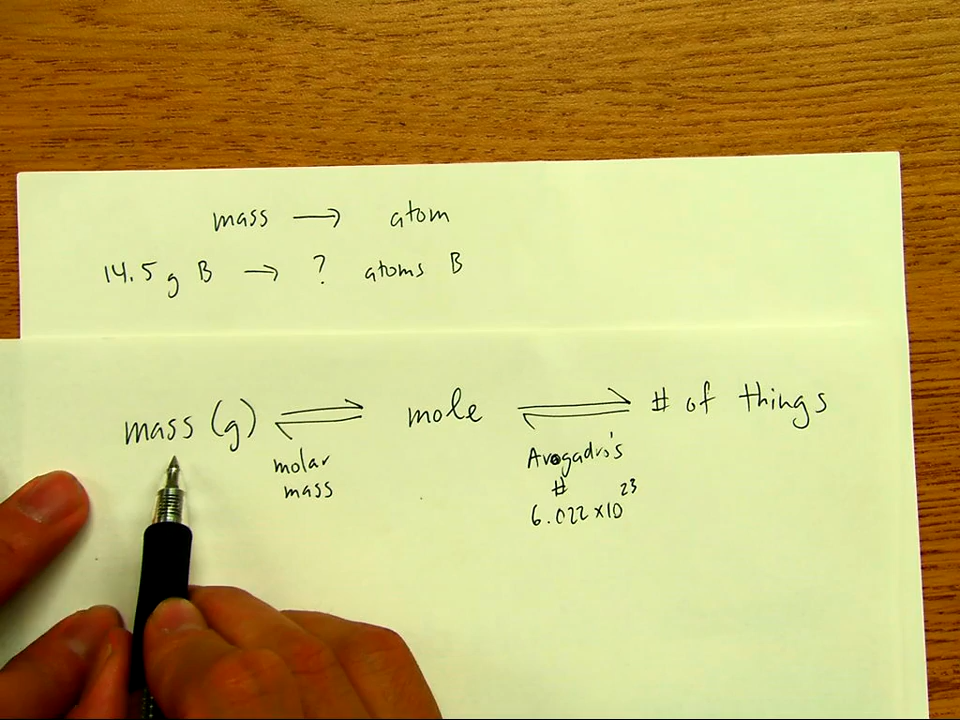 mass → atom
14.5 g B → ? atoms B
mass (g) ⇌ mole ⇌ # of things
molar mass
Avogadro's
#
6.022 x 10²³